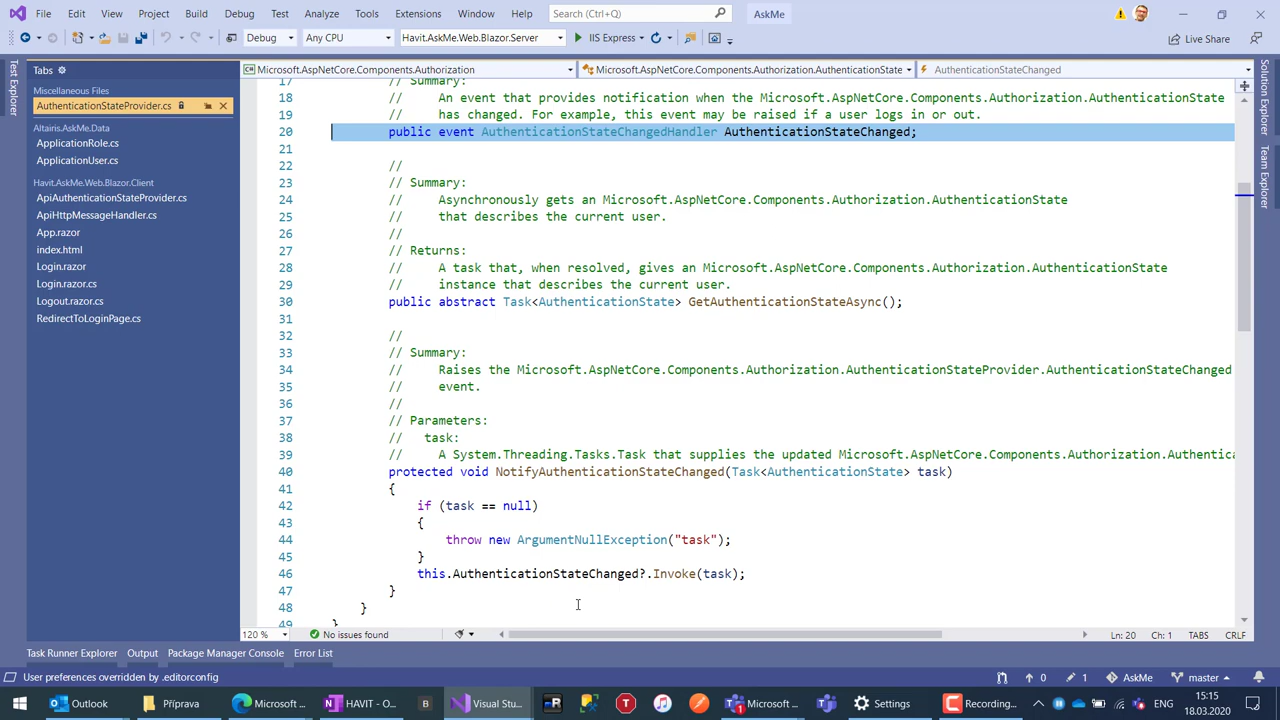 File Edit View Project Build Debug Test Analyze Tools Extensions Window Help Search (Ctrl+Q) AskMe
Debug Any CPU Havit.AskMe.Web.Blazor.Server IIS Express Live Share
Test Explorer
Tabs
Miscellaneous Files
AuthenticationStateProvider.cs
Altairis.AskMe.Data
ApplicationRole.cs
ApplicationUser.cs
Havit.AskMe.Web.Blazor.Client
ApiAuthenticationStateProvider.cs
ApiHttpMessageHandler.cs
App.razor
index.html
Login.razor
Login.razor.cs
Logout.razor.cs
RedirectToLoginPage.cs
Microsoft.AspNetCore.Components.Authorization Microsoft.AspNetCore.Components.Authorization.AuthenticationState AuthenticationStateChanged
17 // Summary:
18 // An event that provides notification when the Microsoft.AspNetCore.Components.Authorization.AuthenticationState
19 // has changed. For example, this event may be raised if a user logs in or out.
20 public event AuthenticationStateChangedHandler AuthenticationStateChanged;
21
22 //
23 // Summary:
24 // Asynchronously gets an Microsoft.AspNetCore.Components.Authorization.AuthenticationState
25 // that describes the current user.
26 //
27 // Returns:
28 // A task that, when resolved, gives an Microsoft.AspNetCore.Components.Authorization.AuthenticationState
29 // instance that describes the current user.
30 public abstract Task<AuthenticationState> GetAuthenticationStateAsync();
31
32 //
33 // Summary:
34 // Raises the Microsoft.AspNetCore.Components.Authorization.AuthenticationStateProvider.AuthenticationStateChanged
35 // event.
36 //
37 // Parameters:
38 // task:
39 // A System.Threading.Tasks.Task that supplies the updated Microsoft.AspNetCore.Components.Authorization.Authentica
40 protected void NotifyAuthenticationStateChanged(Task<AuthenticationState> task)
41 {
42 if (task == null)
43 {
44 throw new ArgumentNullException("task");
45 }
46 this.AuthenticationStateChanged?.Invoke(task);
47 }
48 }
49 }
Solution Explorer
Team Explorer
120 % No issues found Ln: 20 Ch: 1 TABS CRLF
Task Runner Explorer Output Package Manager Console Error List
User preferences overridden by .editorconfig 0 1 AskMe master
Outlook Příprava Microsoft ... HAVIT - O... B Visual Stu... R T Microsoft ... Settings Recording... ENG 15:15
18.03.2020